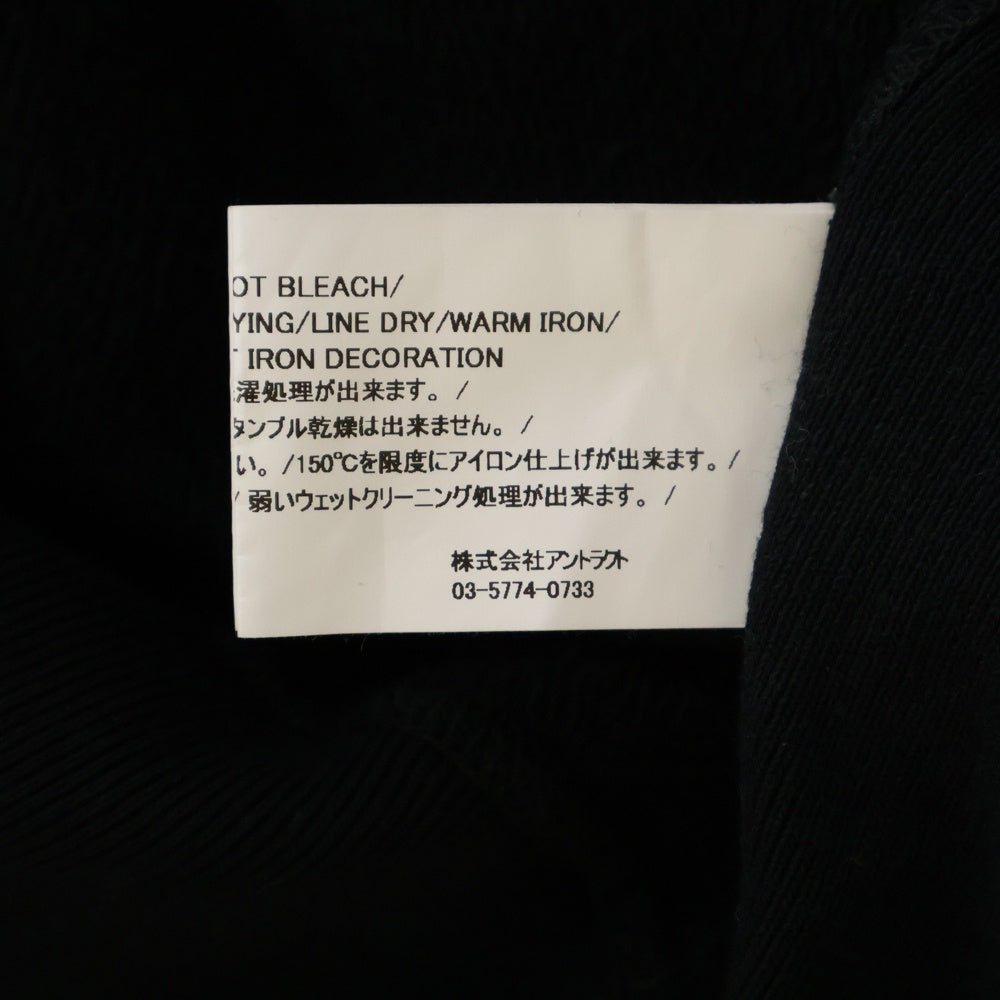 OT BLEACH/
YING/LINE DRY/WARM IRON/
IRON DECORATION
濯処理が出来ます。/
タンブル乾燥は出来ません。/
い。/150℃を限度にアイロン仕上げが出来ます。/
/ 弱いウェットクリーニング処理が出来ます。/
株式会社アントラクト
03-5774-0733